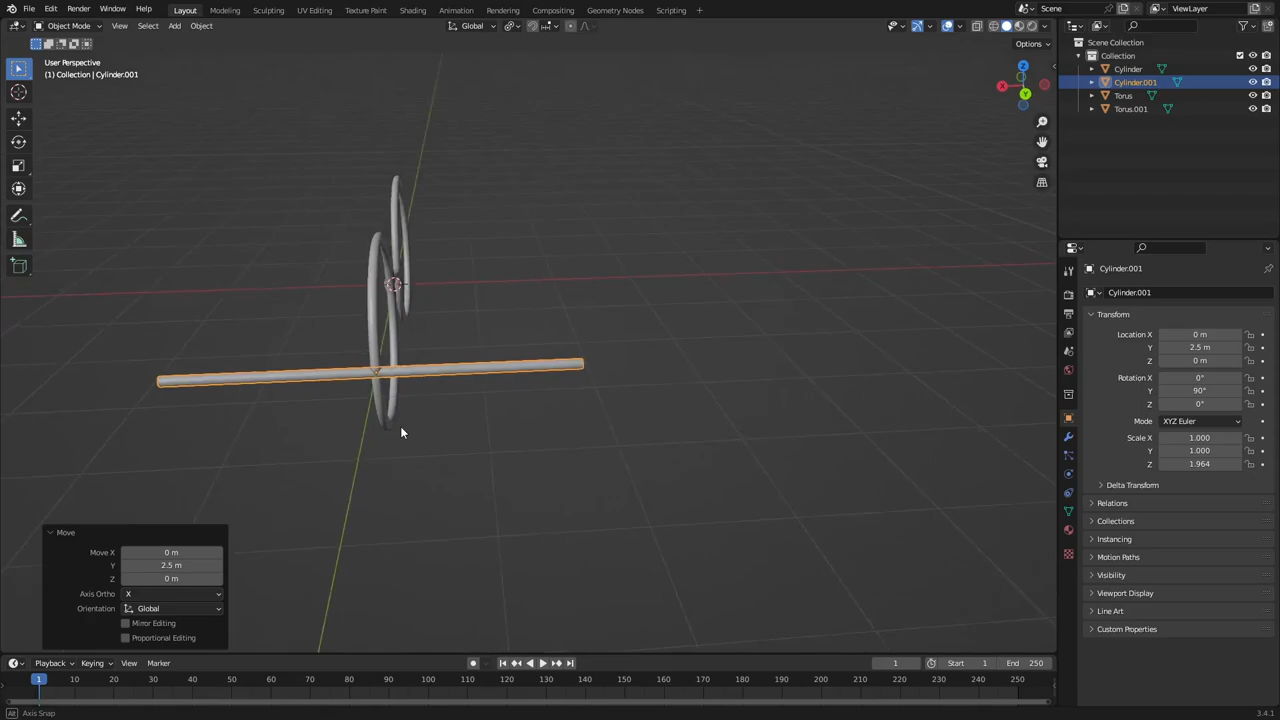 File Edit Render Window Help Layout Modeling Sculpting UV Editing Texture Paint Shading Animation Rendering Compositing Geometry Nodes Scripting Scene ViewLayer
Object Mode View Select Add Object Global
Options
User Perspective
(1) Collection | Cylinder.001
Z
X
Y
Scene Collection
Collection
Cylinder
Cylinder.001
Torus
Torus.001
Cylinder.001
Cylinder.001
Transform
Location X 0 m
Y 2.5 m
Z 0 m
Rotation X 0°
Y 90°
Z 0°
Mode XYZ Euler
Scale X 1.000
Y 1.000
Z 1.964
Delta Transform
Relations
Collections
Instancing
Motion Paths
Visibility
Viewport Display
Line Art
Custom Properties
Move
Move X 0 m
Y 2.5 m
Z 0 m
Axis Ortho X
Orientation Global
Mirror Editing
Proportional Editing
Playback Keying View Marker 1 Start 1 End 250
1 10 20 30 40 50 60 70 80 90 100 110 120 130 140 150 160 170 180 190 200 210 220 230 240 250
Alt Axis Snap 3.4.1